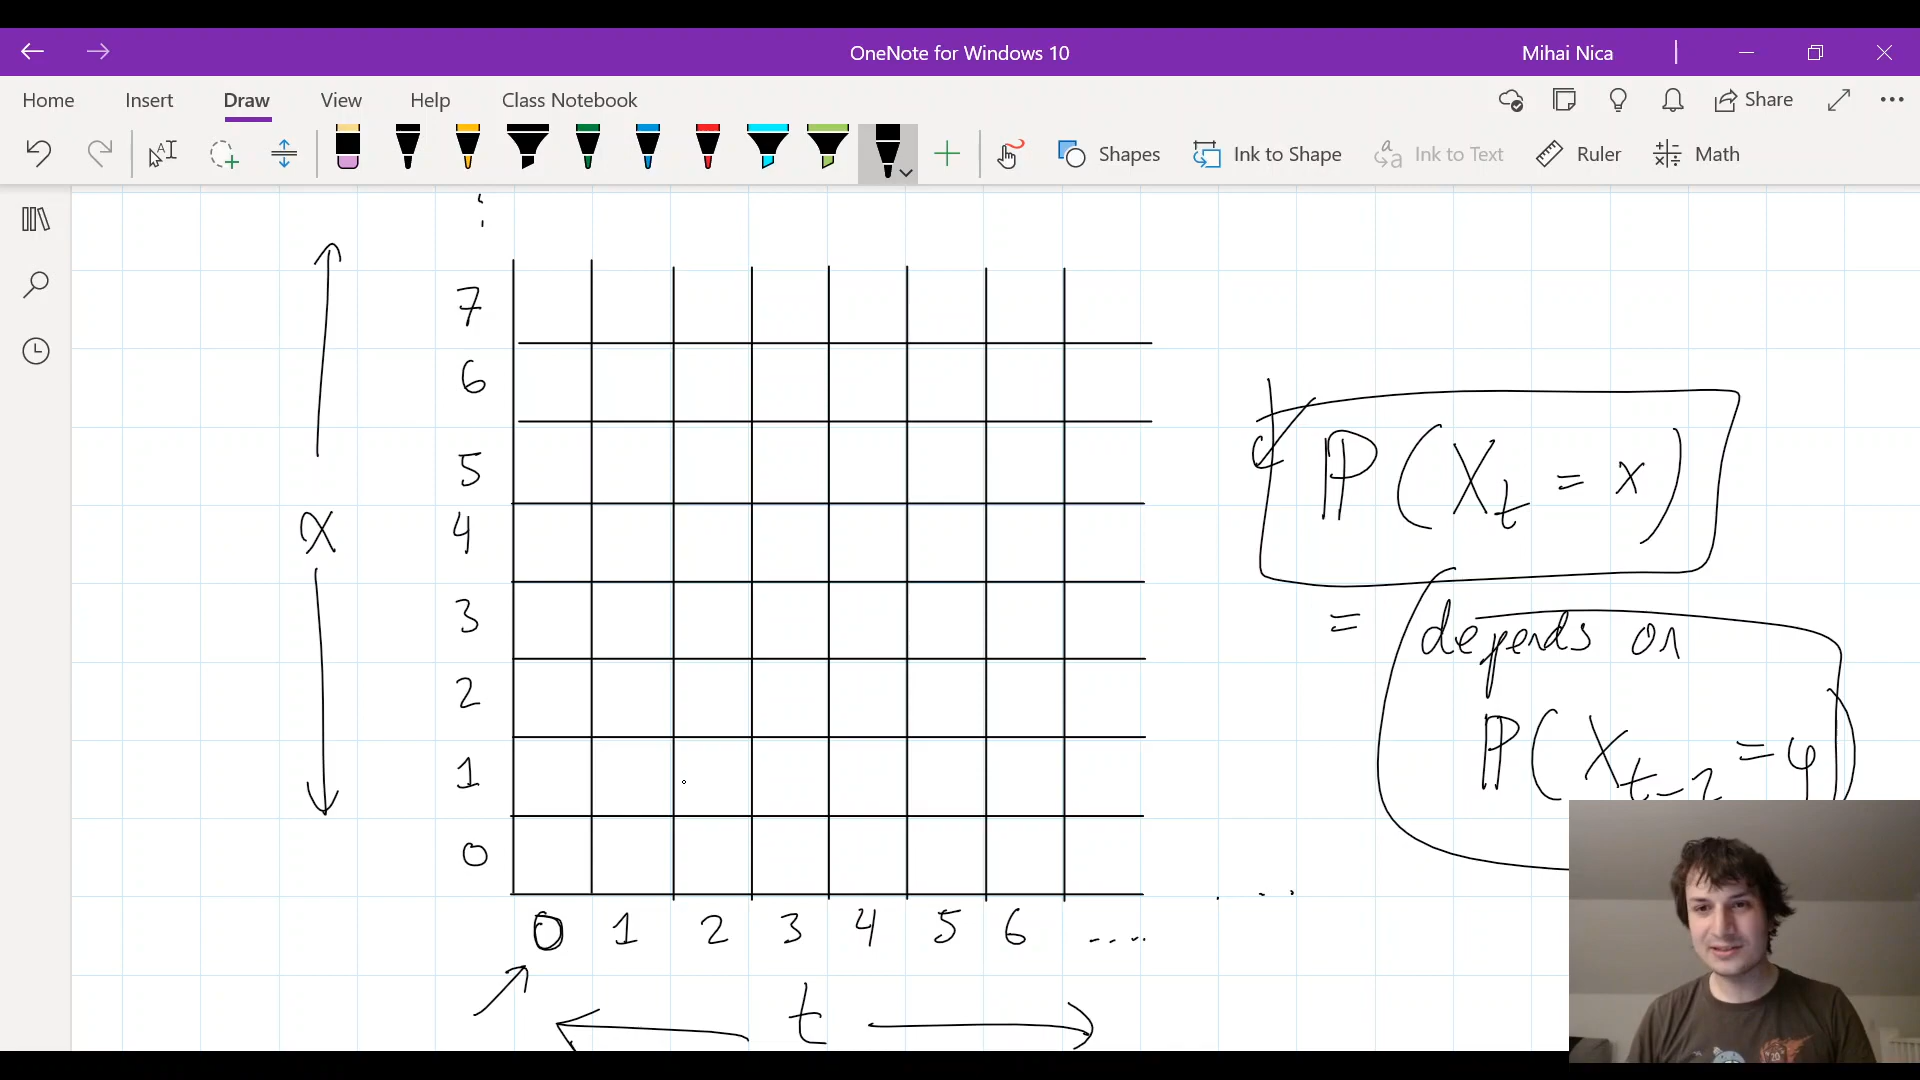 OneNote for Windows 10
Mihai Nica
Home Insert Draw View Help Class Notebook
Share
Shapes
Ink to Shape
Ink to Text
Ruler
Math
7
6
5
4
3
2
1
0
x
0 1 2 3 4 5 6 ....
t
ℙ(X_t = x)
= depends on
ℙ(X_{t-2} = y)